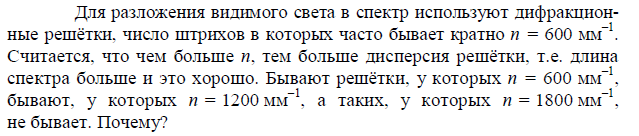 Для разложения видимого света в спектр используют дифракцион-
ные решётки, число штрихов в которых часто бывает кратно n = 600 мм⁻¹.
Считается, что чем больше n, тем больше дисперсия решётки, т.е. длина
спектра больше и это хорошо. Бывают решётки, у которых n = 600 мм⁻¹,
бывают, у которых n = 1200 мм⁻¹, а таких, у которых n = 1800 мм⁻¹,
не бывает. Почему?